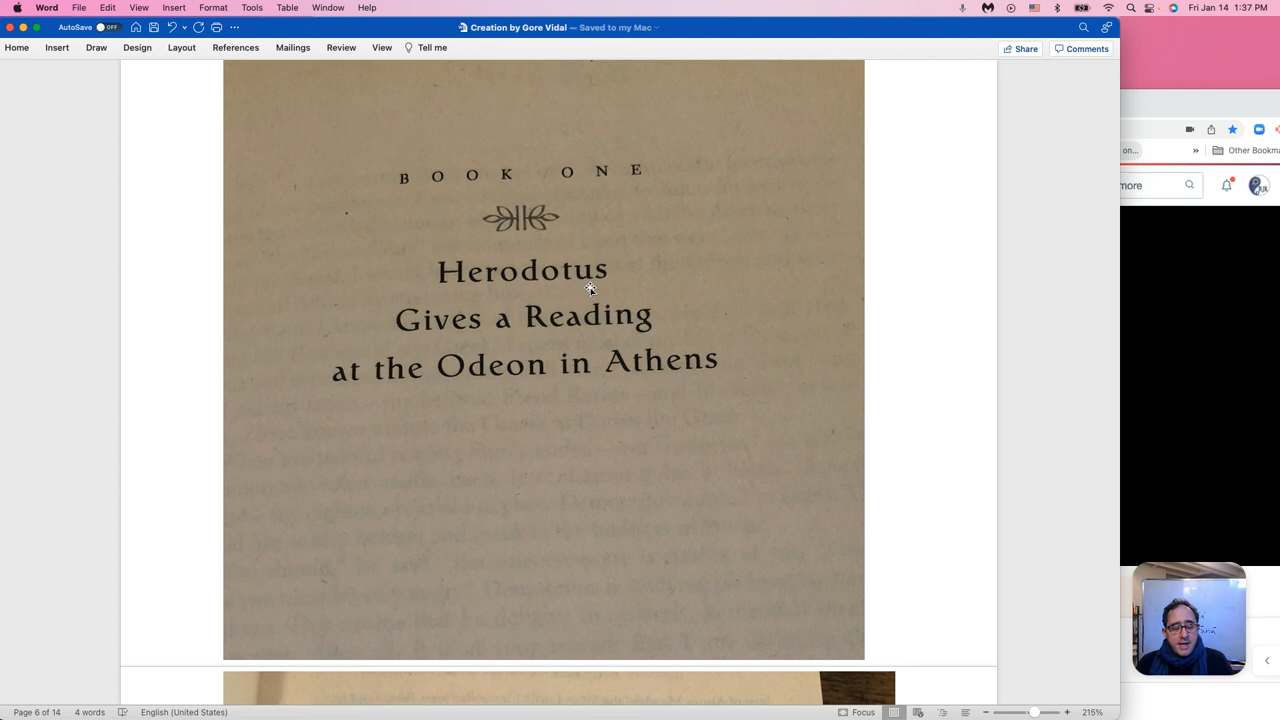 Word File Edit View Insert Format Tools Table Window Help Fri Jan 14 1:37 PM
AutoSave OFF Creation by Gore Vidal — Saved to my Mac
Home Insert Draw Design Layout References Mailings Review View Tell me Share Comments
on... » Other Bookma
more
BOOK ONE
Herodotus
Gives a Reading
at the Odeon in Athens
Page 6 of 14 4 words English (United States) Focus 215%